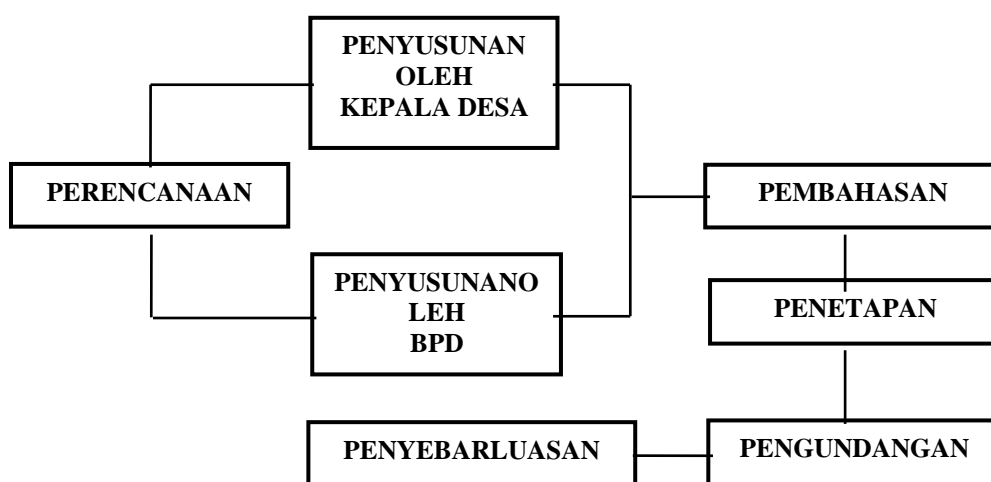 PENYUSUNAN
OLEH
KEPALA DESA
PERENCANAAN
PEMBAHASAN
PENYUSUNANO
LEH
BPD
PENETAPAN
PENYEBARLUASAN
PENGUNDANGAN